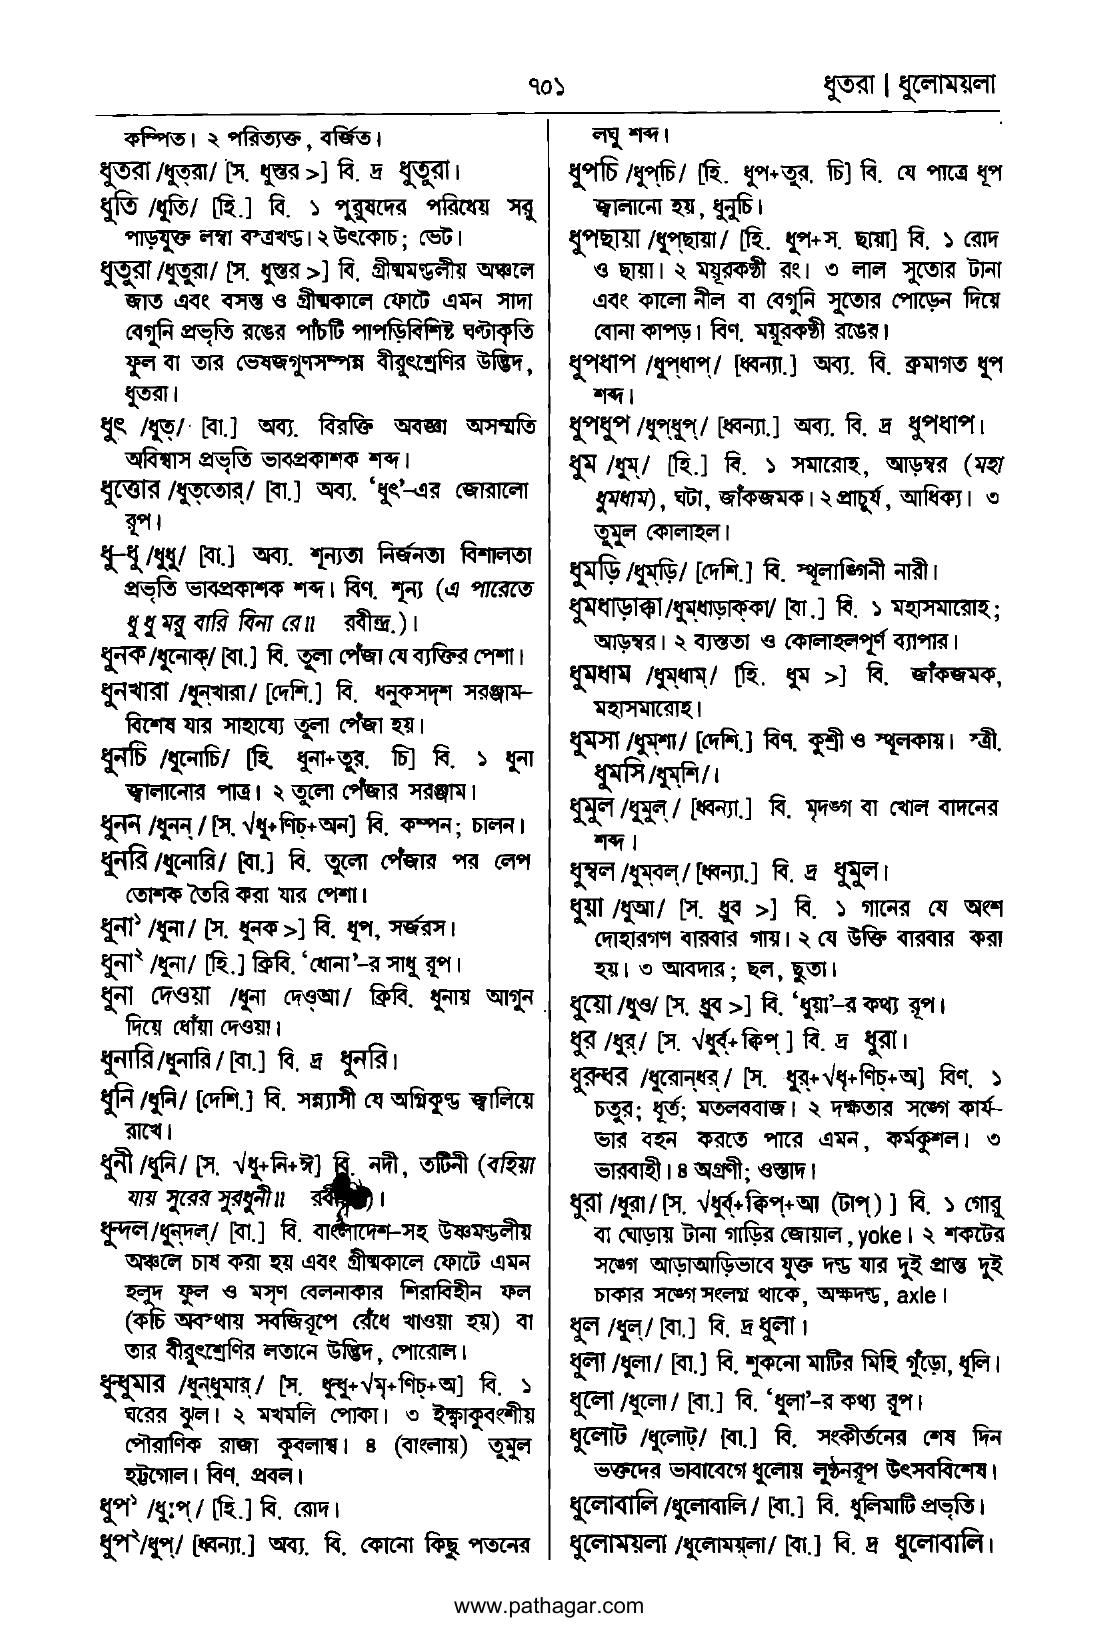 ৭০১
ধুতরা | ধুলোময়লা
কম্পিত। ২ পরিত্যক্ত, বর্জিত।
ধুতরা /ধুত্‌রা/ [স. ধুস্তর >] বি. দ্র ধুতুরা।
ধুতি /ধুতি/ [হি.] বি. ১ পুরুষদের পরিধেয় সরু
পাড়যুক্ত লম্বা বস্ত্রখণ্ড। ২ উৎকোচ; ভেট।
ধুতুরা /ধুতুরা/ [স. ধুস্তর >] বি. গ্রীষ্মমণ্ডলীয় অঞ্চলে
জাত এবং বসন্ত ও গ্রীষ্মকালে ফোটে এমন সাদা
বেগুনি প্রভৃতি রঙের পাঁচটি পাপড়িবিশিষ্ট ঘণ্টাকৃতি
ফুল বা তার ভেষজগুণসম্পন্ন বীরুৎশ্রেণির উদ্ভিদ,
ধুতরা।
ধুৎ /ধুত্‌/ [বা.] অব্য. বিরক্তি অবজ্ঞা অসম্মতি
অবিশ্বাস প্রভৃতি ভাবপ্রকাশক শব্দ।
ধুত্তোর /ধুত্‌তোর্‌/ [বা.] অব্য. ‘ধুৎ’-এর জোরালো
রূপ।
ধু-ধু /ধুধু/ [বা.] অব্য. শূন্যতা নির্জনতা বিশালতা
প্রভৃতি ভাবপ্রকাশক শব্দ। বিণ. শূন্য (এ পারেতে
ধু ধু মরু বারি বিনা রে॥ রবীন্দ্র.)।
ধুনক /ধুনোক্‌/ [বা.] বি. তুলা পেঁজা যে ব্যক্তির পেশা।
ধুনখারা /ধুন্‌খারা/ [দেশি.] বি. ধনুকসদৃশ সরঞ্জাম-
বিশেষ যার সাহায্যে তুলা পেঁজা হয়।
ধুনচি /ধুনোচি/ [হি. ধুনা+তুর. চি] বি. ১ ধুনা
জ্বালানোর পাত্র। ২ তুলো পেঁজার সরঞ্জাম।
ধুনন /ধুনন্‌/ [স. √ধু+ণিচ্‌+অন] বি. কম্পন; চালন।
ধুনরি /ধুনোরি/ [বা.] বি. তুলো পেঁজার পর লেপ
তোশক তৈরি করা যার পেশা।
ধুনা১ /ধুনা/ [স. ধুনক >] বি. ধূপ, সর্জরস।
ধুনা২ /ধুনা/ [হি.] ক্রিবি. ‘ধোনা’-র সাধু রূপ।
ধুনা দেওয়া /ধুনা দেওআ/ ক্রিবি. ধুনায় আগুন
দিয়ে ধোঁয়া দেওয়া।
ধুনারি /ধুনারি/ [বা.] বি. দ্র ধুনরি।
ধুনি /ধুনি/ [দেশি.] বি. সন্ন্যাসী যে অগ্নিকুণ্ড জ্বালিয়ে
রাখে।
ধুনী /ধুনি/ [স. √ধু+নি+ঈ] বি. নদী, তটিনী (বহিয়া
যায় সুরের সুরধুনী॥
ধুন্দল /ধুন্‌দল্‌/ [বা.] বি. বাংলাদেশ-সহ উষ্ণমণ্ডলীয়
অঞ্চলে চাষ করা হয় এবং গ্রীষ্মকালে ফোটে এমন
হলুদ ফুল ও মসৃণ বেলনাকার শিরাবিহীন ফল
(কচি অবস্থায় সবজিরূপে রেঁধে খাওয়া হয়) বা
তার বীরুৎশ্রেণির লতানে উদ্ভিদ, পোরোল।
ধুন্ধুমার /ধুন্‌ধুমার্‌/ [স. ধুন্ধু+√মৃ+ণিচ্‌+অ] বি. ১
ঘরের ঝুল। ২ মখমলি পোকা। ৩ ইক্ষ্বাকুবংশীয়
পৌরাণিক রাজা কুবলাশ্ব। ৪ (বাংলায়) তুমুল
হট্টগোল। বিণ. প্রবল।
ধুপ১ /ধুঃপ্‌/ [হি.] বি. রোদ।
ধুপ২ /ধুপ্‌/ [ধ্বন্যা.] অব্য. বি. কোনো কিছু পতনের
লঘু শব্দ।
ধুপচি /ধুপ্‌চি/ [হি. ধুপ+তুর. চি] বি. যে পাত্রে ধূপ
জ্বালানো হয়, ধুনুচি।
ধুপছায়া /ধুপ্‌ছায়া/ [হি. ধুপ+স. ছায়া] বি. ১ রোদ
ও ছায়া। ২ ময়ূরকণ্ঠী রং। ৩ লাল সুতোর টানা
এবং কালো নীল বা বেগুনি সুতোর পোড়েন দিয়ে
বোনা কাপড়। বিণ. ময়ূরকণ্ঠী রঙের।
ধুপধাপ /ধুপ্‌ধাপ্‌/ [ধ্বন্যা.] অব্য. বি. ক্রমাগত ধুপ
শব্দ।
ধুপধুপ /ধুপ্‌ধুপ্‌/ [ধ্বন্যা.] অব্য. বি. দ্র ধুপধাপ।
ধুম /ধুম্‌/ [হি.] বি. ১ সমারোহ, আড়ম্বর (মহা
ধুমধাম), ঘটা, জাঁকজমক। ২ প্রাচুর্য, আধিক্য। ৩
তুমুল কোলাহল।
ধুমড়ি /ধুম্‌ড়ি/ [দেশি.] বি. স্থূলাঙ্গিনী নারী।
ধুমধাড়াক্কা /ধুম্‌ধাড়াক্‌কা/ [বা.] বি. ১ মহাসমারোহ;
আড়ম্বর। ২ ব্যস্ততা ও কোলাহলপূর্ণ ব্যাপার।
ধুমধাম /ধুম্‌ধাম্‌/ [হি. ধুম >] বি. জাঁকজমক,
মহাসমারোহ।
ধুমসা /ধুম্‌শা/ [দেশি.] বিণ. কুশ্রী ও স্থূলকায়। স্ত্রী.
ধুমসি /ধুম্‌শি/।
ধুমুল /ধুমুল্‌/ [ধ্বন্যা.] বি. মৃদঙ্গ বা খোল বাদনের
শব্দ।
ধুম্বল /ধুম্‌বল্‌/ [ধ্বন্যা.] বি. দ্র ধুমুল।
ধুয়া /ধুআ/ [স. ধ্রুব >] বি. ১ গানের যে অংশ
দোহারগণ বারবার গায়। ২ যে উক্তি বারবার করা
হয়। ৩ আবদার; ছল, ছুতা।
ধুয়ো /ধুও/ [স. ধ্রুব >] বি. ‘ধুয়া’-র কথ্য রূপ।
ধুর /ধুর্‌/ [স. √ধুর্ব্‌+ক্বিপ্‌ ] বি. দ্র ধুরা।
ধুরন্ধর /ধুরোন্‌ধর্‌/ [স. ধুর্‌+√ধৃ+ণিচ্‌+অ] বিণ. ১
চতুর; ধূর্ত; মতলববাজ। ২ দক্ষতার সঙ্গে কার্য-
ভার বহন করতে পারে এমন, কর্মকুশল। ৩
ভারবাহী। ৪ অগ্রণী; ওস্তাদ।
ধুরা /ধুরা/ [স. √ধুর্ব্‌+ক্বিপ্‌+আ (টাপ্‌) ] বি. ১ গোরু
বা ঘোড়ায় টানা গাড়ির জোয়াল, yoke। ২ শকটের
সঙ্গে আড়াআড়িভাবে যুক্ত দণ্ড যার দুই প্রান্ত দুই
চাকার সঙ্গে সংলগ্ন থাকে, অক্ষদণ্ড, axle।
ধুল /ধুল্‌/ [বা.] বি. দ্র ধুলা।
ধুলা /ধুলা/ [বা.] বি. শুকনো মাটির মিহি গুঁড়ো, ধূলি।
ধুলো /ধুলো/ [বা.] বি. ‘ধুলা’-র কথ্য রূপ।
ধুলোট /ধুলোট্‌/ [বা.] বি. সংকীর্তনের শেষ দিন
ভক্তদের ভাবাবেগে ধুলোয় লুণ্ঠনরূপ উৎসববিশেষ।
ধুলোবালি /ধুলোবালি/ [বা.] বি. ধুলিমাটি প্রভৃতি।
ধুলোময়লা /ধুলোময়্‌লা/ [বা.] বি. দ্র ধুলোবালি।
www.pathagar.com